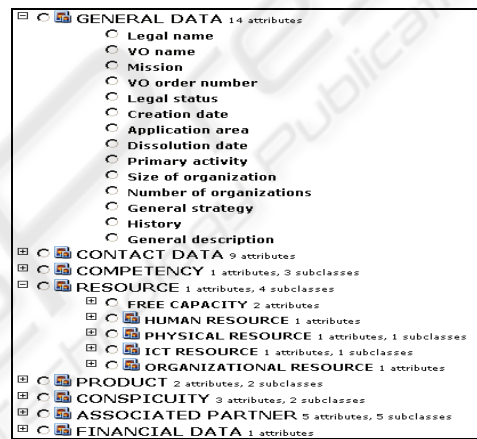 GENERAL DATA 14 attributes
Legal name
VO name
Mission
VO order number
Legal status
Creation date
Application area
Dissolution date
Primary activity
Size of organization
Number of organizations
General strategy
History
General description
CONTACT DATA 9 attributes
COMPETENCY 1 attributes, 3 subclasses
RESOURCE 1 attributes, 4 subclasses
FREE CAPACITY 2 attributes
HUMAN RESOURCE 1 attributes
PHYSICAL RESOURCE 1 attributes, 1 subclasses
ICT RESOURCE 1 attributes, 1 subclasses
ORGANIZATIONAL RESOURCE 1 attributes
PRODUCT 2 attributes, 2 subclasses
CONSPICUITY 3 attributes, 2 subclasses
ASSOCIATED PARTNER 5 attributes, 5 subclasses
FINANCIAL DATA 1 attributes